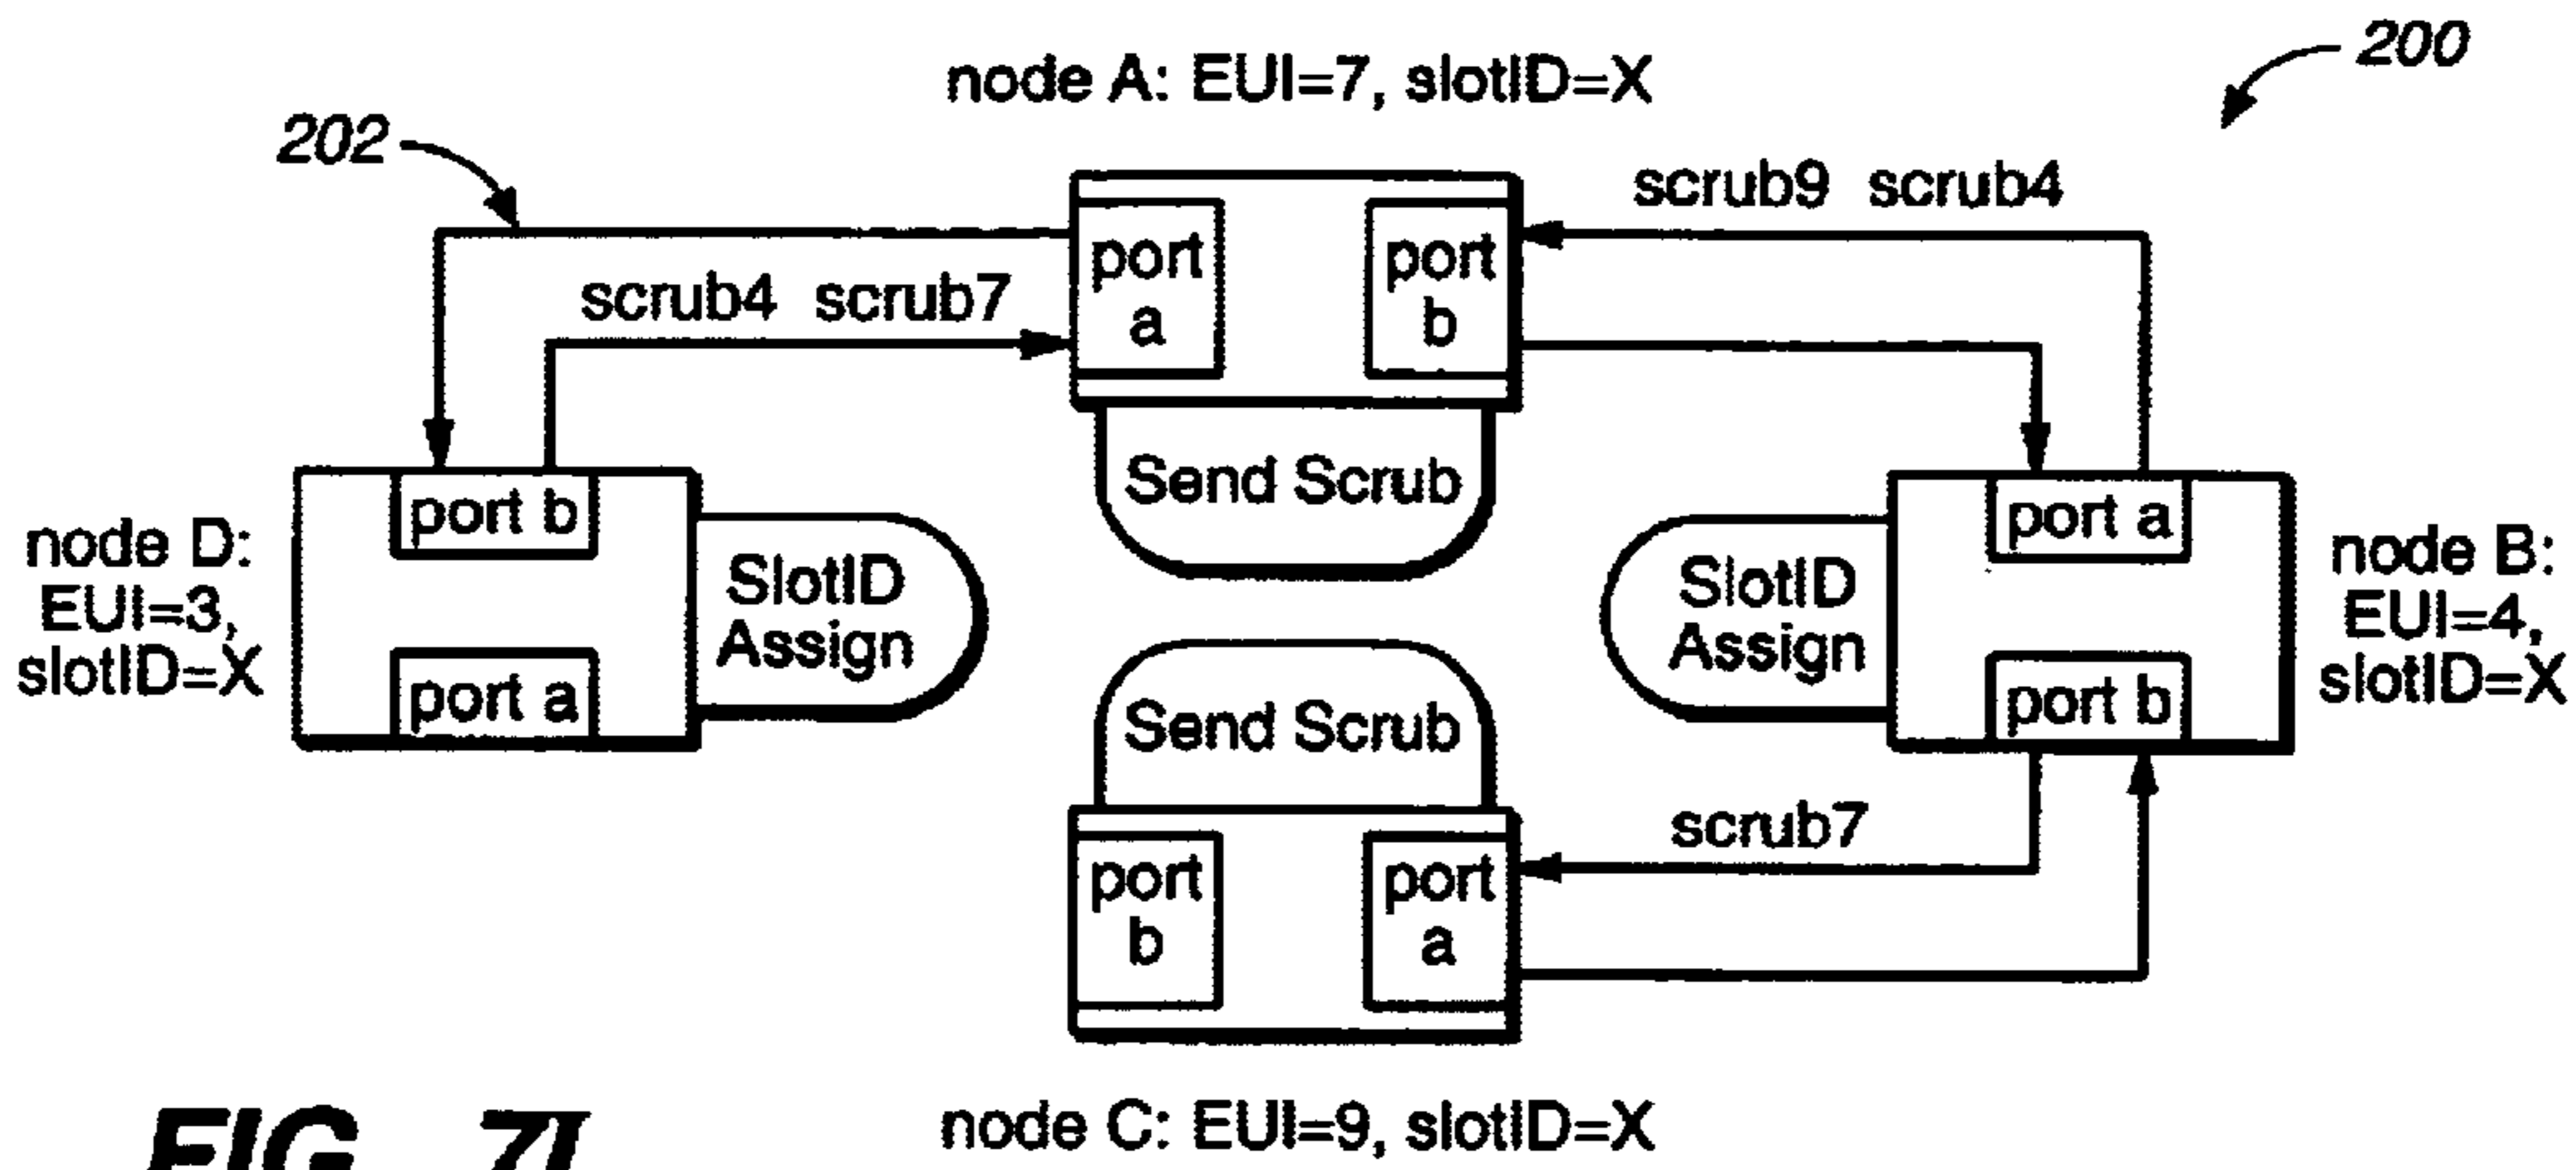 200
node A: EUI=7, slotID=X
202
scrub9 scrub4
port
a
port
b
scrub4 scrub7
Send Scrub
port b
port a
node D:
EUI=3,
slotID=X
SlotID
Assign
SlotID
Assign
port a
port b
node B:
EUI=4,
slotID=X
Send Scrub
scrub7
port
b
port
a
node C: EUI=9, slotID=X